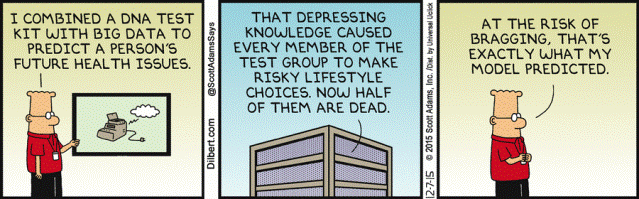 I COMBINED A DNA TEST
KIT WITH BIG DATA TO
PREDICT A PERSON'S
FUTURE HEALTH ISSUES.
Dilbert.com @ScottAdamsSays
THAT DEPRESSING
KNOWLEDGE CAUSED
EVERY MEMBER OF THE
TEST GROUP TO MAKE
RISKY LIFESTYLE
CHOICES. NOW HALF
OF THEM ARE DEAD.
12-7-15 © 2015 Scott Adams, Inc. /Dist. by Universal Uclick
AT THE RISK OF
BRAGGING, THAT'S
EXACTLY WHAT MY
MODEL PREDICTED.